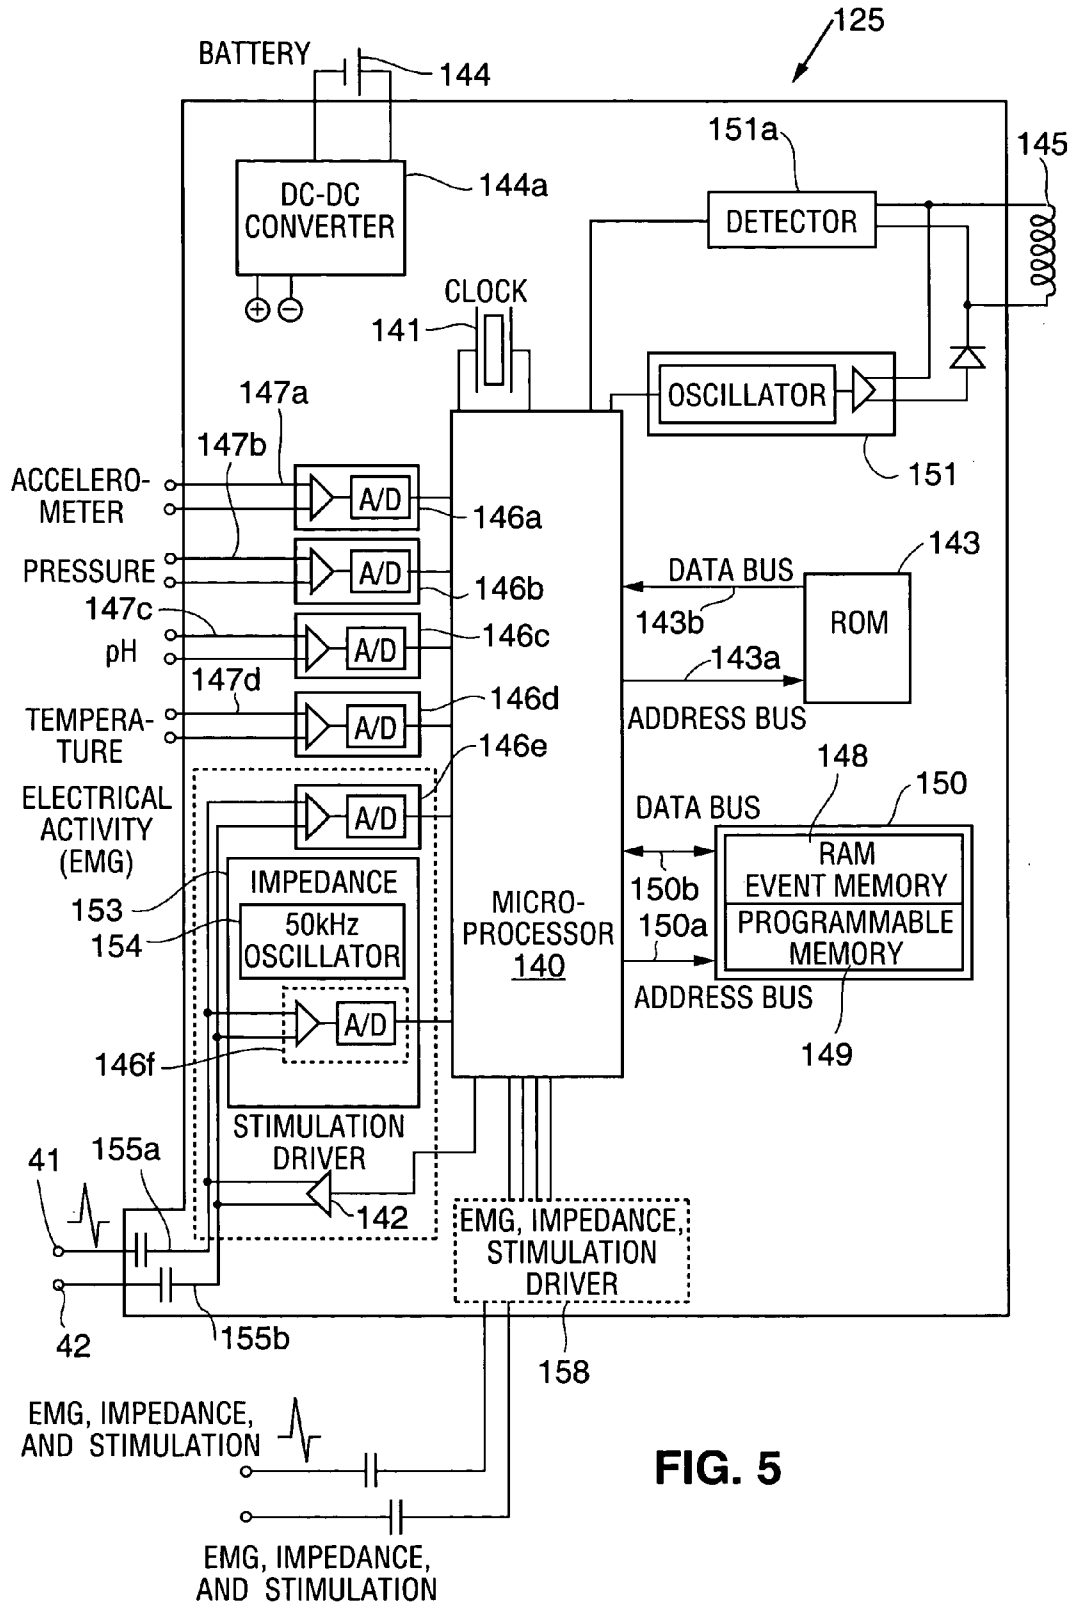 125
BATTERY
144
151a
145
DC-DC
CONVERTER
144a
DETECTOR
+ −
CLOCK
141
OSCILLATOR
151
147a
147b
ACCELERO-
METER
A/D
146a
PRESSURE
A/D
146b
147c
pH
A/D
146c
147d
TEMPERA-
TURE
A/D
146d
146e
ELECTRICAL
ACTIVITY
(EMG)
A/D
DATA BUS
143
143b
ROM
143a
ADDRESS BUS
148
150
DATA BUS
RAM
EVENT MEMORY
150b
PROGRAMMABLE
MEMORY
150a
ADDRESS BUS
149
MICRO-
PROCESSOR
140
153
IMPEDANCE
154
50kHz
OSCILLATOR
A/D
146f
STIMULATION
DRIVER
142
155a
41
42
155b
EMG, IMPEDANCE,
STIMULATION
DRIVER
158
EMG, IMPEDANCE,
AND STIMULATION
EMG, IMPEDANCE,
AND STIMULATION
FIG. 5